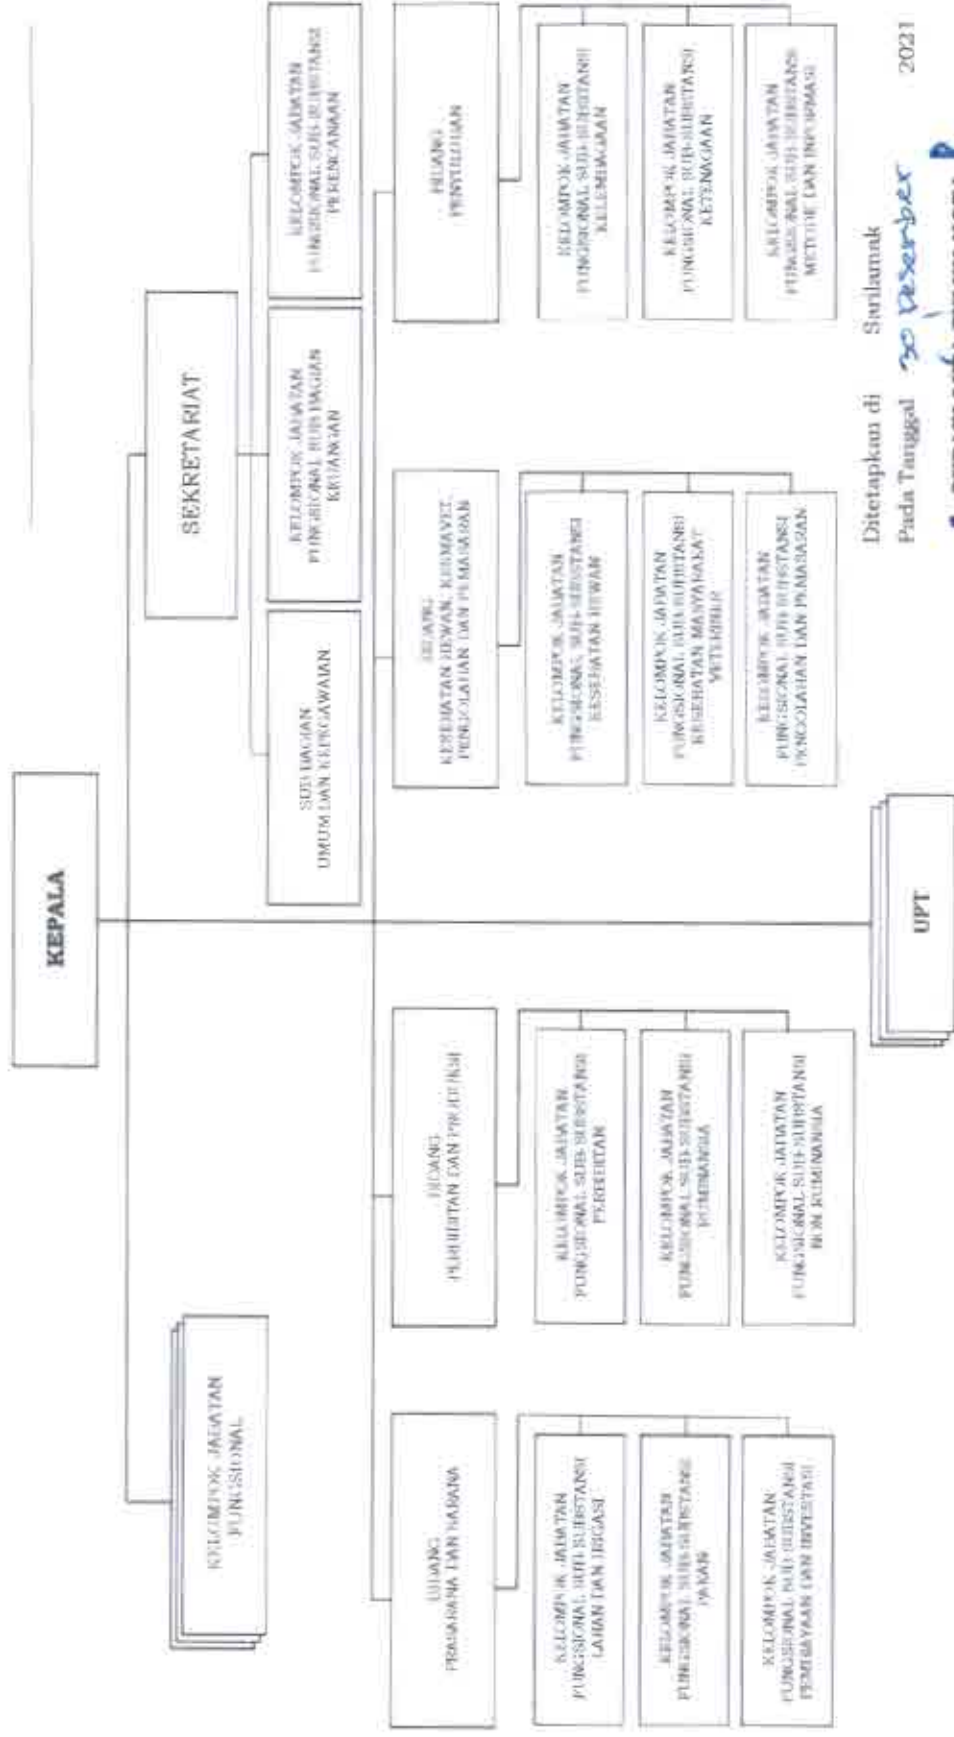 KEPALA
KELOMPOK JABATAN
FUNGSIONAL
SEKRETARIAT
SUB BAGIAN
UMUM DAN KEPEGAWAIAN
KELOMPOK JABATAN
FUNGSIONAL SUB BAGIAN
KEUANGAN
KELOMPOK JABATAN
FUNGSIONAL SUB-SUBSTANSI
PERENCANAAN
BIDANG
PRASARANA DAN SARANA
KELOMPOK JABATAN
FUNGSIONAL SUB-SUBSTANSI
LAHAN DAN IRIGASI
KELOMPOK JABATAN
FUNGSIONAL SUB-SUBSTANSI
PAKAN
KELOMPOK JABATAN
FUNGSIONAL SUB-SUBSTANSI
PEMBIAYAAN DAN INVESTASI
BIDANG
PERBIBITAN DAN PRODUKSI
KELOMPOK JABATAN
FUNGSIONAL SUB-SUBSTANSI
PERBIBITAN
KELOMPOK JABATAN
FUNGSIONAL SUB-SUBSTANSI
RUMINANSIA
KELOMPOK JABATAN
FUNGSIONAL SUB-SUBSTANSI
NON RUMINANSIA
BIDANG
KESEHATAN HEWAN, KESMAVET,
PENGOLAHAN DAN PEMASARAN
KELOMPOK JABATAN
FUNGSIONAL SUB-SUBSTANSI
KESEHATAN HEWAN
KELOMPOK JABATAN
FUNGSIONAL SUB-SUBSTANSI
KESEHATAN MASYARAKAT
VETERINER
KELOMPOK JABATAN
FUNGSIONAL SUB-SUBSTANSI
PENGOLAHAN DAN PEMASARAN
BIDANG
PENYULUHAN
KELOMPOK JABATAN
FUNGSIONAL SUB-SUBSTANSI
KELEMBAGAAN
KELOMPOK JABATAN
FUNGSIONAL SUB-SUBSTANSI
KETENAGAAN
KELOMPOK JABATAN
FUNGSIONAL SUB-SUBSTANSI
METODE DAN INFORMASI
UPT
Ditetapkan di Sarilamak
Pada Tanggal 30 Desember 2021